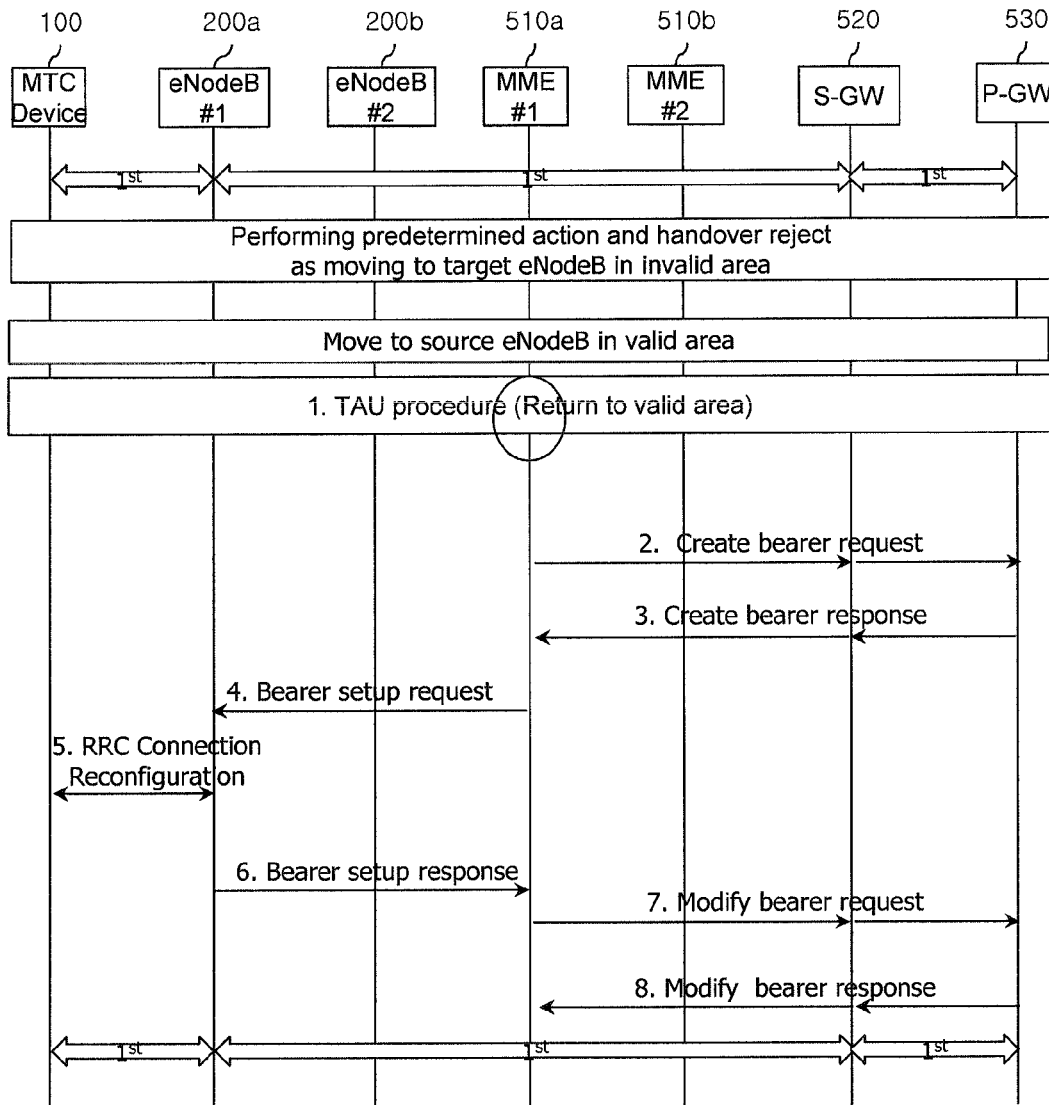 100 200a 200b 510a 510b 520 530
MTC Device eNodeB #1 eNodeB #2 MME #1 MME #2 S-GW P-GW
1st 1st 1st
Performing predetermined action and handover reject
as moving to target eNodeB in invalid area
Move to source eNodeB in valid area
1. TAU procedure (Return to valid area)
2. Create bearer request
3. Create bearer response
4. Bearer setup request
5. RRC Connection
Reconfiguration
6. Bearer setup response
7. Modify bearer request
8. Modify bearer response
1st 1st 1st